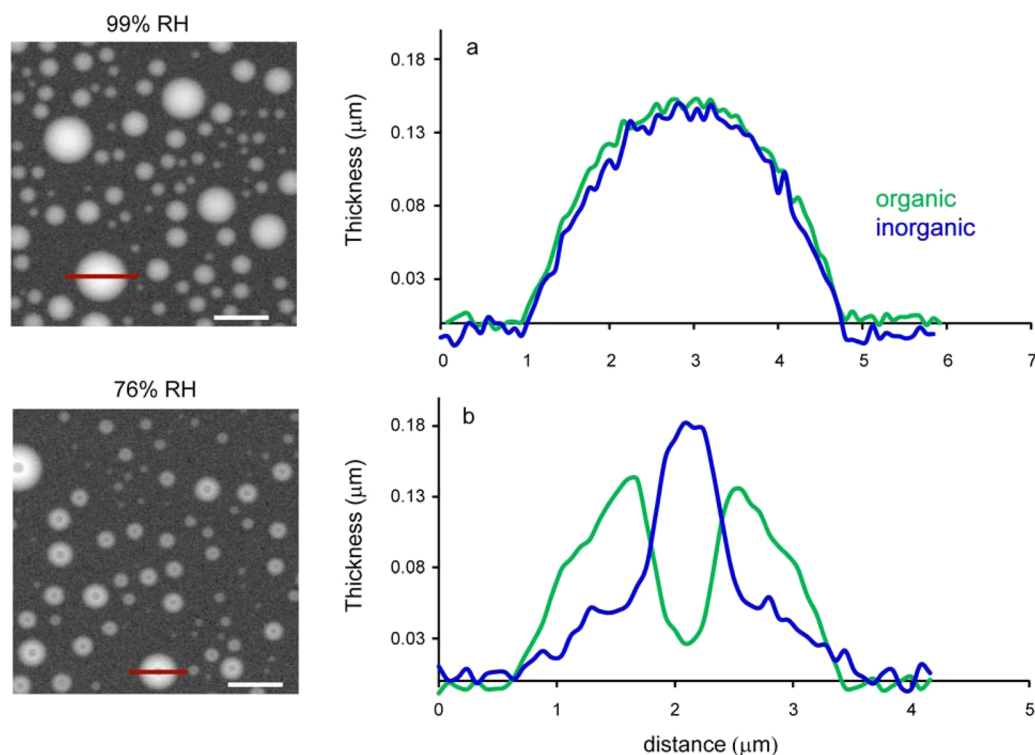 99% RH
a
Thickness (μm)
0.18
0.13
0.08
0.03
organic
inorganic
0 1 2 3 4 5 6 7
76% RH
b
Thickness (μm)
0.18
0.13
0.08
0.03
0 1 2 3 4 5
distance (μm)